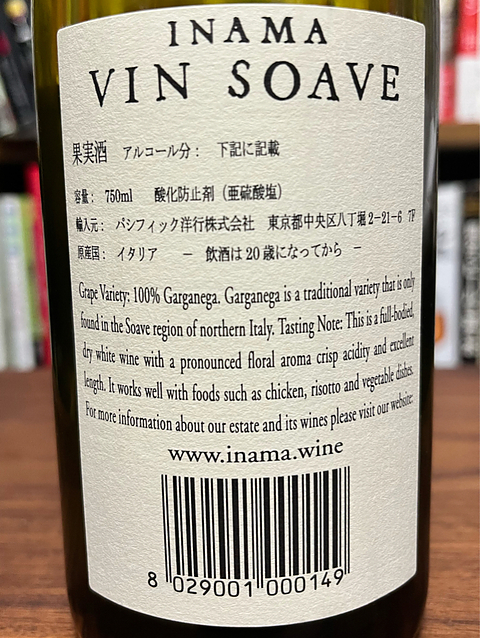 INAMA
VIN SOAVE
果実酒 アルコール分: 下記に記載
容量: 750ml 酸化防止剤(亜硫酸塩)
輸入元: パシフィック洋行株式会社 東京都中央区八丁堀2-21-6 7F
原産国: イタリア - 飲酒は20歳になってから -
Grape Variety: 100% Garganega. Garganega is a traditional variety that is only
found in the Soave region of northern Italy. Tasting Note: This is a full-bodied,
dry white wine with a pronounced floral aroma crisp acidity and excellent
length. It works well with foods such as chicken, risotto and vegetable dishes.
For more information about our estate and its wines please visit our website:
www.inama.wine
8 029001 000149